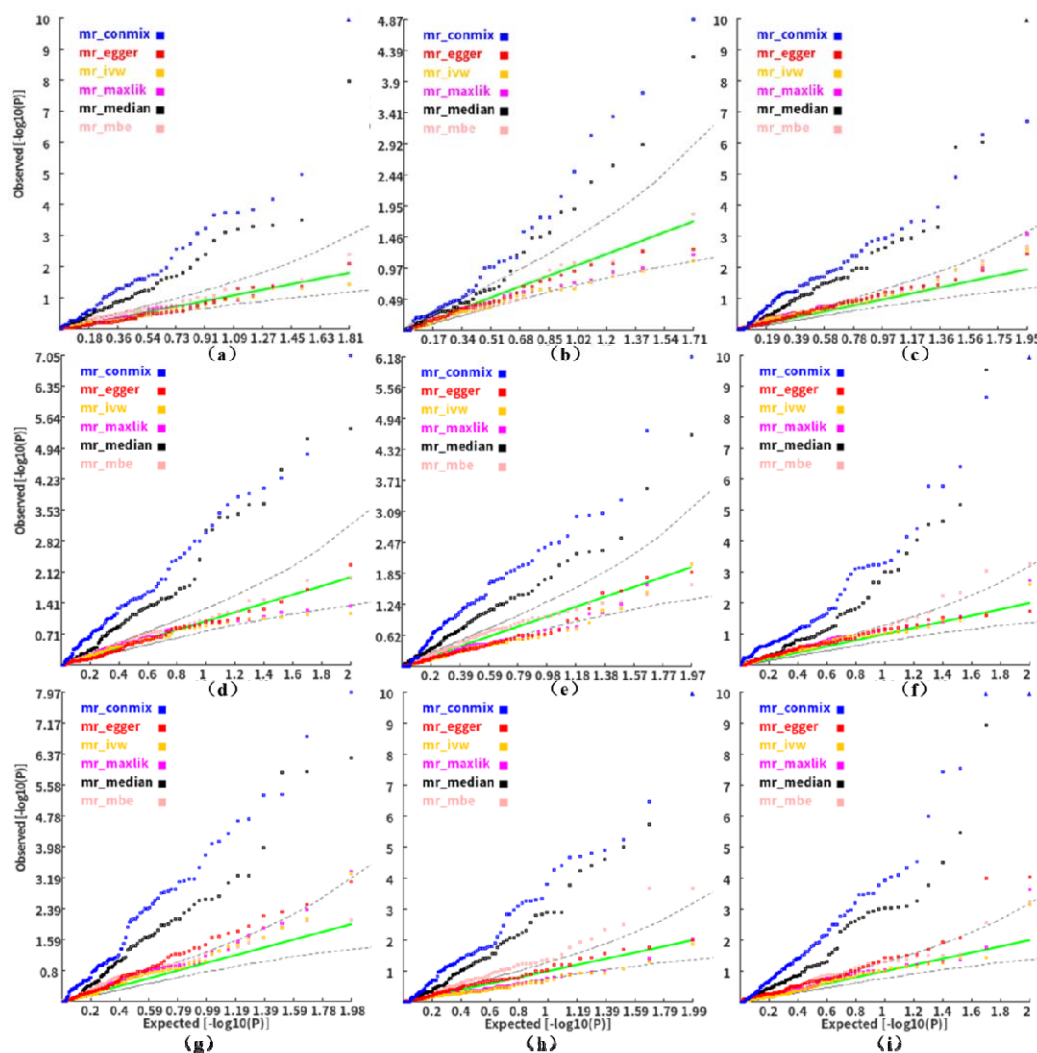 Observed [-log10(P)]
10
9
8
7
6
5
4
3
2
1
mr_conmix
mr_egger
mr_ivw
mr_maxlik
mr_median
mr_mbe
0.18 0.36 0.54 0.73 0.91 1.09 1.27 1.45 1.63 1.81
(a)
4.87
4.39
3.9
3.41
2.92
2.44
1.95
1.46
0.97
0.49
mr_conmix
mr_egger
mr_ivw
mr_maxlik
mr_median
mr_mbe
0.17 0.34 0.51 0.68 0.85 1.02 1.2 1.37 1.54 1.71
(b)
10
9
8
7
6
5
4
3
2
1
mr_conmix
mr_egger
mr_ivw
mr_maxlik
mr_median
mr_mbe
0.19 0.39 0.58 0.78 0.97 1.17 1.36 1.56 1.75 1.95
(c)
Observed [-log10(P)]
7.05
6.35
5.64
4.94
4.23
3.53
2.82
2.12
1.41
0.71
mr_conmix
mr_egger
mr_ivw
mr_maxlik
mr_median
mr_mbe
0.2 0.4 0.6 0.8 1 1.2 1.4 1.6 1.8 2
(d)
6.18
5.56
4.94
4.32
3.71
3.09
2.47
1.85
1.24
0.62
mr_conmix
mr_egger
mr_ivw
mr_maxlik
mr_median
mr_mbe
0.2 0.39 0.59 0.79 0.98 1.18 1.38 1.58 1.77 1.97
(e)
10
9
8
7
6
5
4
3
2
1
mr_conmix
mr_egger
mr_ivw
mr_maxlik
mr_median
mr_mbe
0.2 0.4 0.6 0.8 1 1.2 1.4 1.6 1.8 2
(f)
Observed [-log10(P)]
7.97
7.17
6.37
5.58
4.78
3.98
3.19
2.39
1.59
0.8
mr_conmix
mr_egger
mr_ivw
mr_maxlik
mr_median
mr_mbe
0.2 0.4 0.6 0.79 0.99 1.19 1.39 1.59 1.78 1.98
Expected [-log10(P)]
(g)
10
9
8
7
6
5
4
3
2
1
mr_conmix
mr_egger
mr_ivw
mr_maxlik
mr_median
mr_mbe
0.2 0.4 0.6 0.8 1 1.19 1.39 1.59 1.79 1.99
Expected [-log10(P)]
(h)
10
9
8
7
6
5
4
3
2
1
mr_conmix
mr_egger
mr_ivw
mr_maxlik
mr_median
mr_mbe
0.2 0.4 0.6 0.8 1 1.2 1.4 1.6 1.8 2
Expected [-log10(P)]
(i)